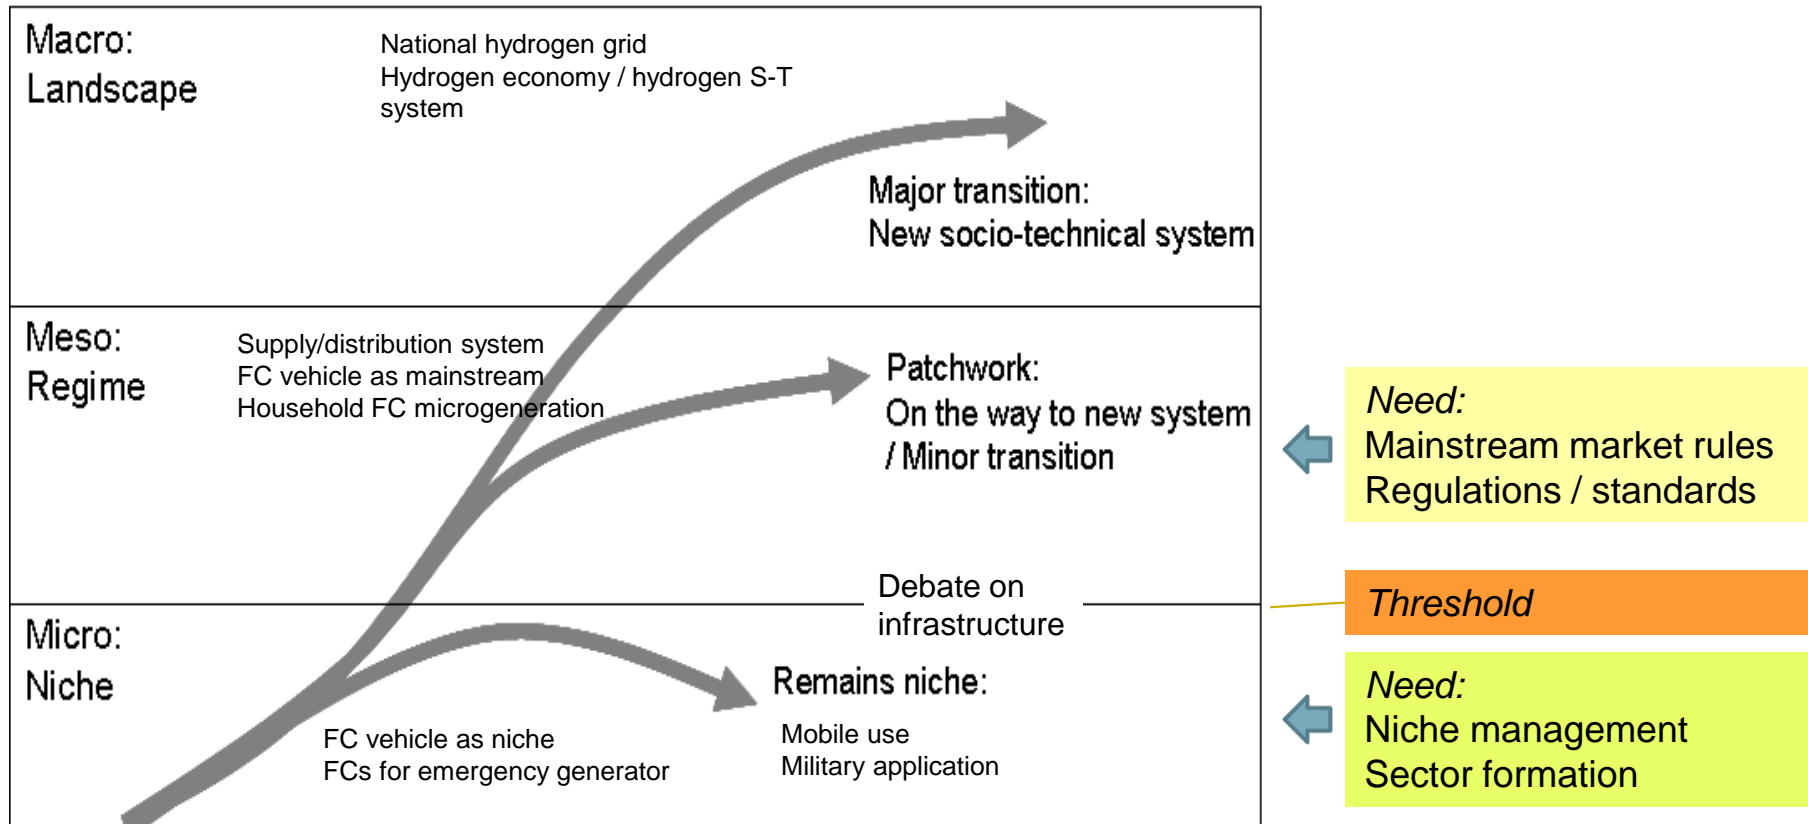 Macro:
Landscape
National hydrogen grid
Hydrogen economy / hydrogen S-T
system
Major transition:
New socio-technical system
Meso:
Regime
Supply/distribution system
FC vehicle as mainstream
Household FC microgeneration
Patchwork:
On the way to new system
/ Minor transition
Need:
Mainstream market rules
Regulations / standards
Debate on
infrastructure
Threshold
Micro:
Niche
FC vehicle as niche
FCs for emergency generator
Remains niche:
Mobile use
Military application
Need:
Niche management
Sector formation